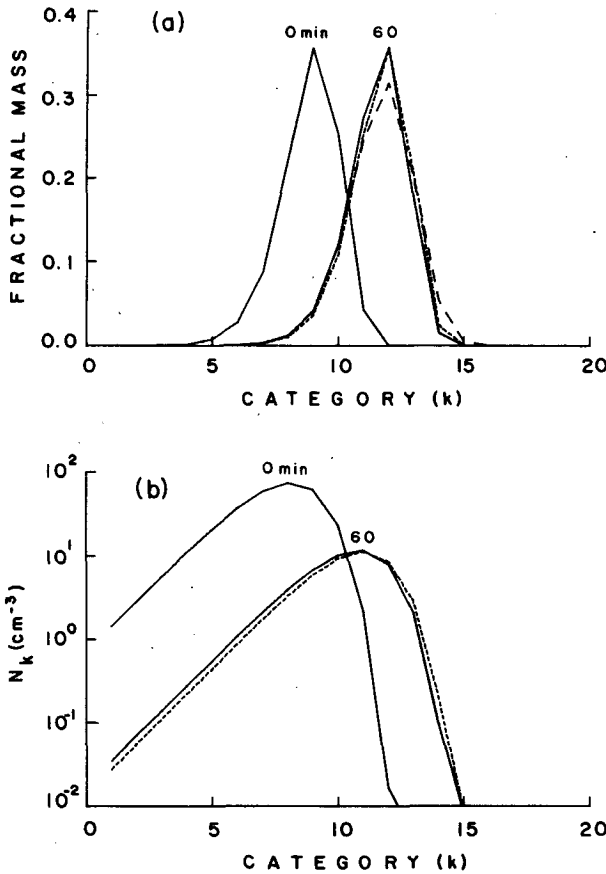 (a)
0 min
60
0.4
0.3
0.2
0.1
0.0
FRACTIONAL MASS
0 5 10 15 20
CATEGORY (k)
(b)
0 min
60
10²
10¹
10⁰
10⁻¹
10⁻²
Nₖ (cm⁻³)
0 5 10 15 20
CATEGORY (k)